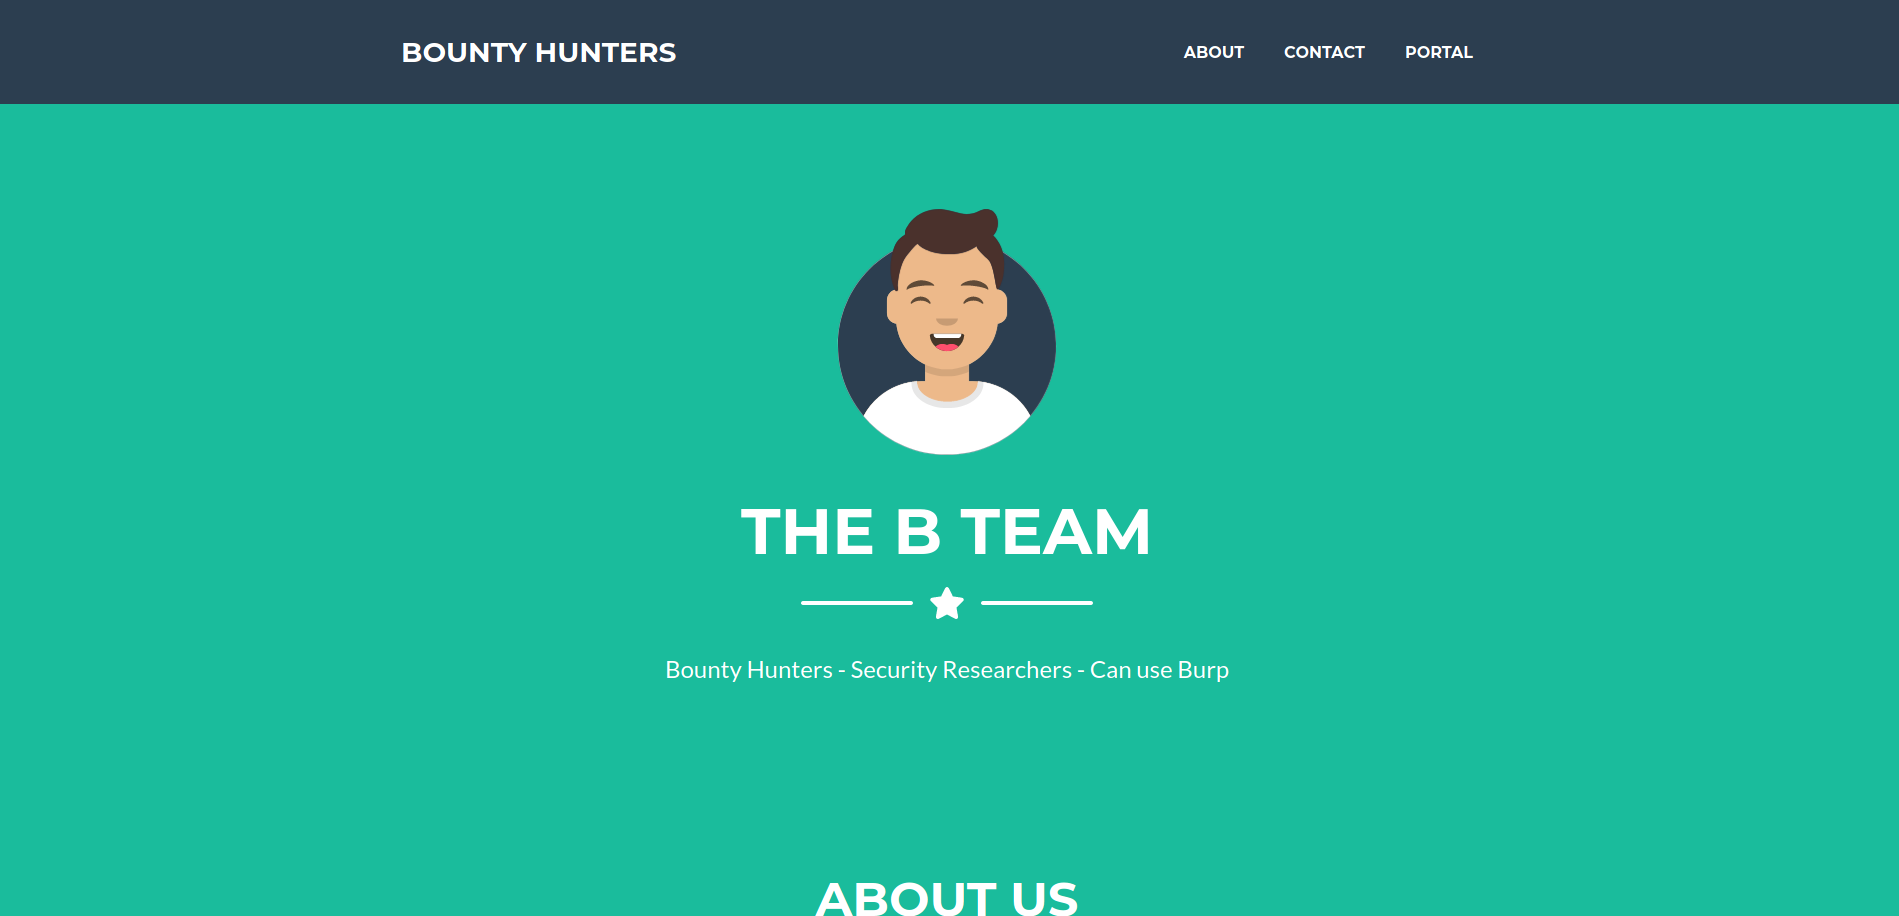 BOUNTY HUNTERS
ABOUT CONTACT PORTAL
THE B TEAM
Bounty Hunters - Security Researchers - Can use Burp
ABOUT US